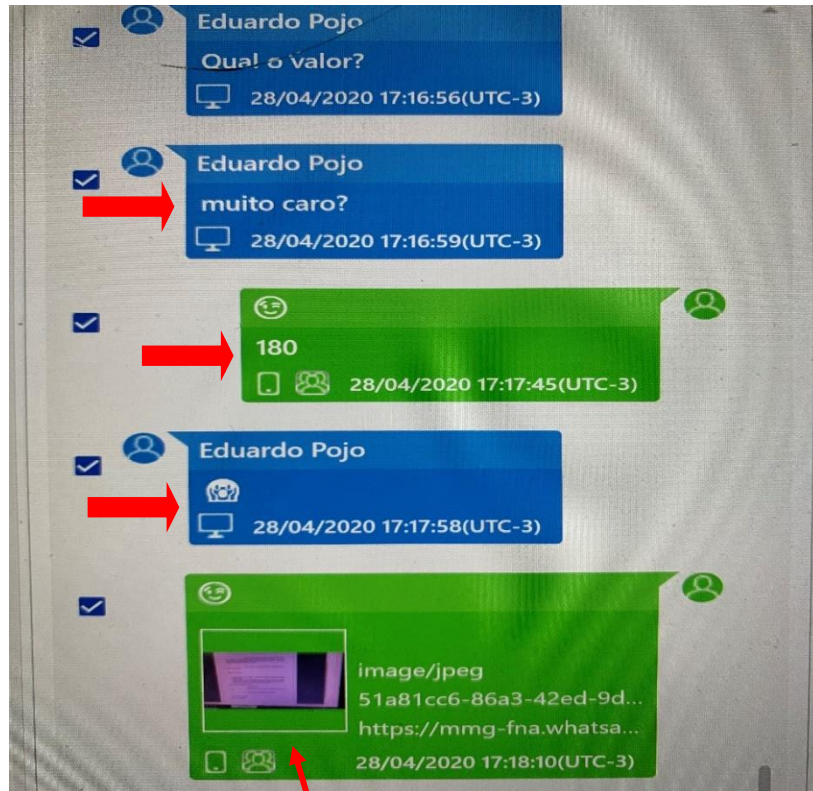 Eduardo Pojo
Qual o valor?
28/04/2020 17:16:56(UTC-3)
Eduardo Pojo
muito caro?
28/04/2020 17:16:59(UTC-3)
180
28/04/2020 17:17:45(UTC-3)
Eduardo Pojo
28/04/2020 17:17:58(UTC-3)
image/jpeg
51a81cc6-86a3-42ed-9d...
https://mmg-fna.whatsa...
28/04/2020 17:18:10(UTC-3)